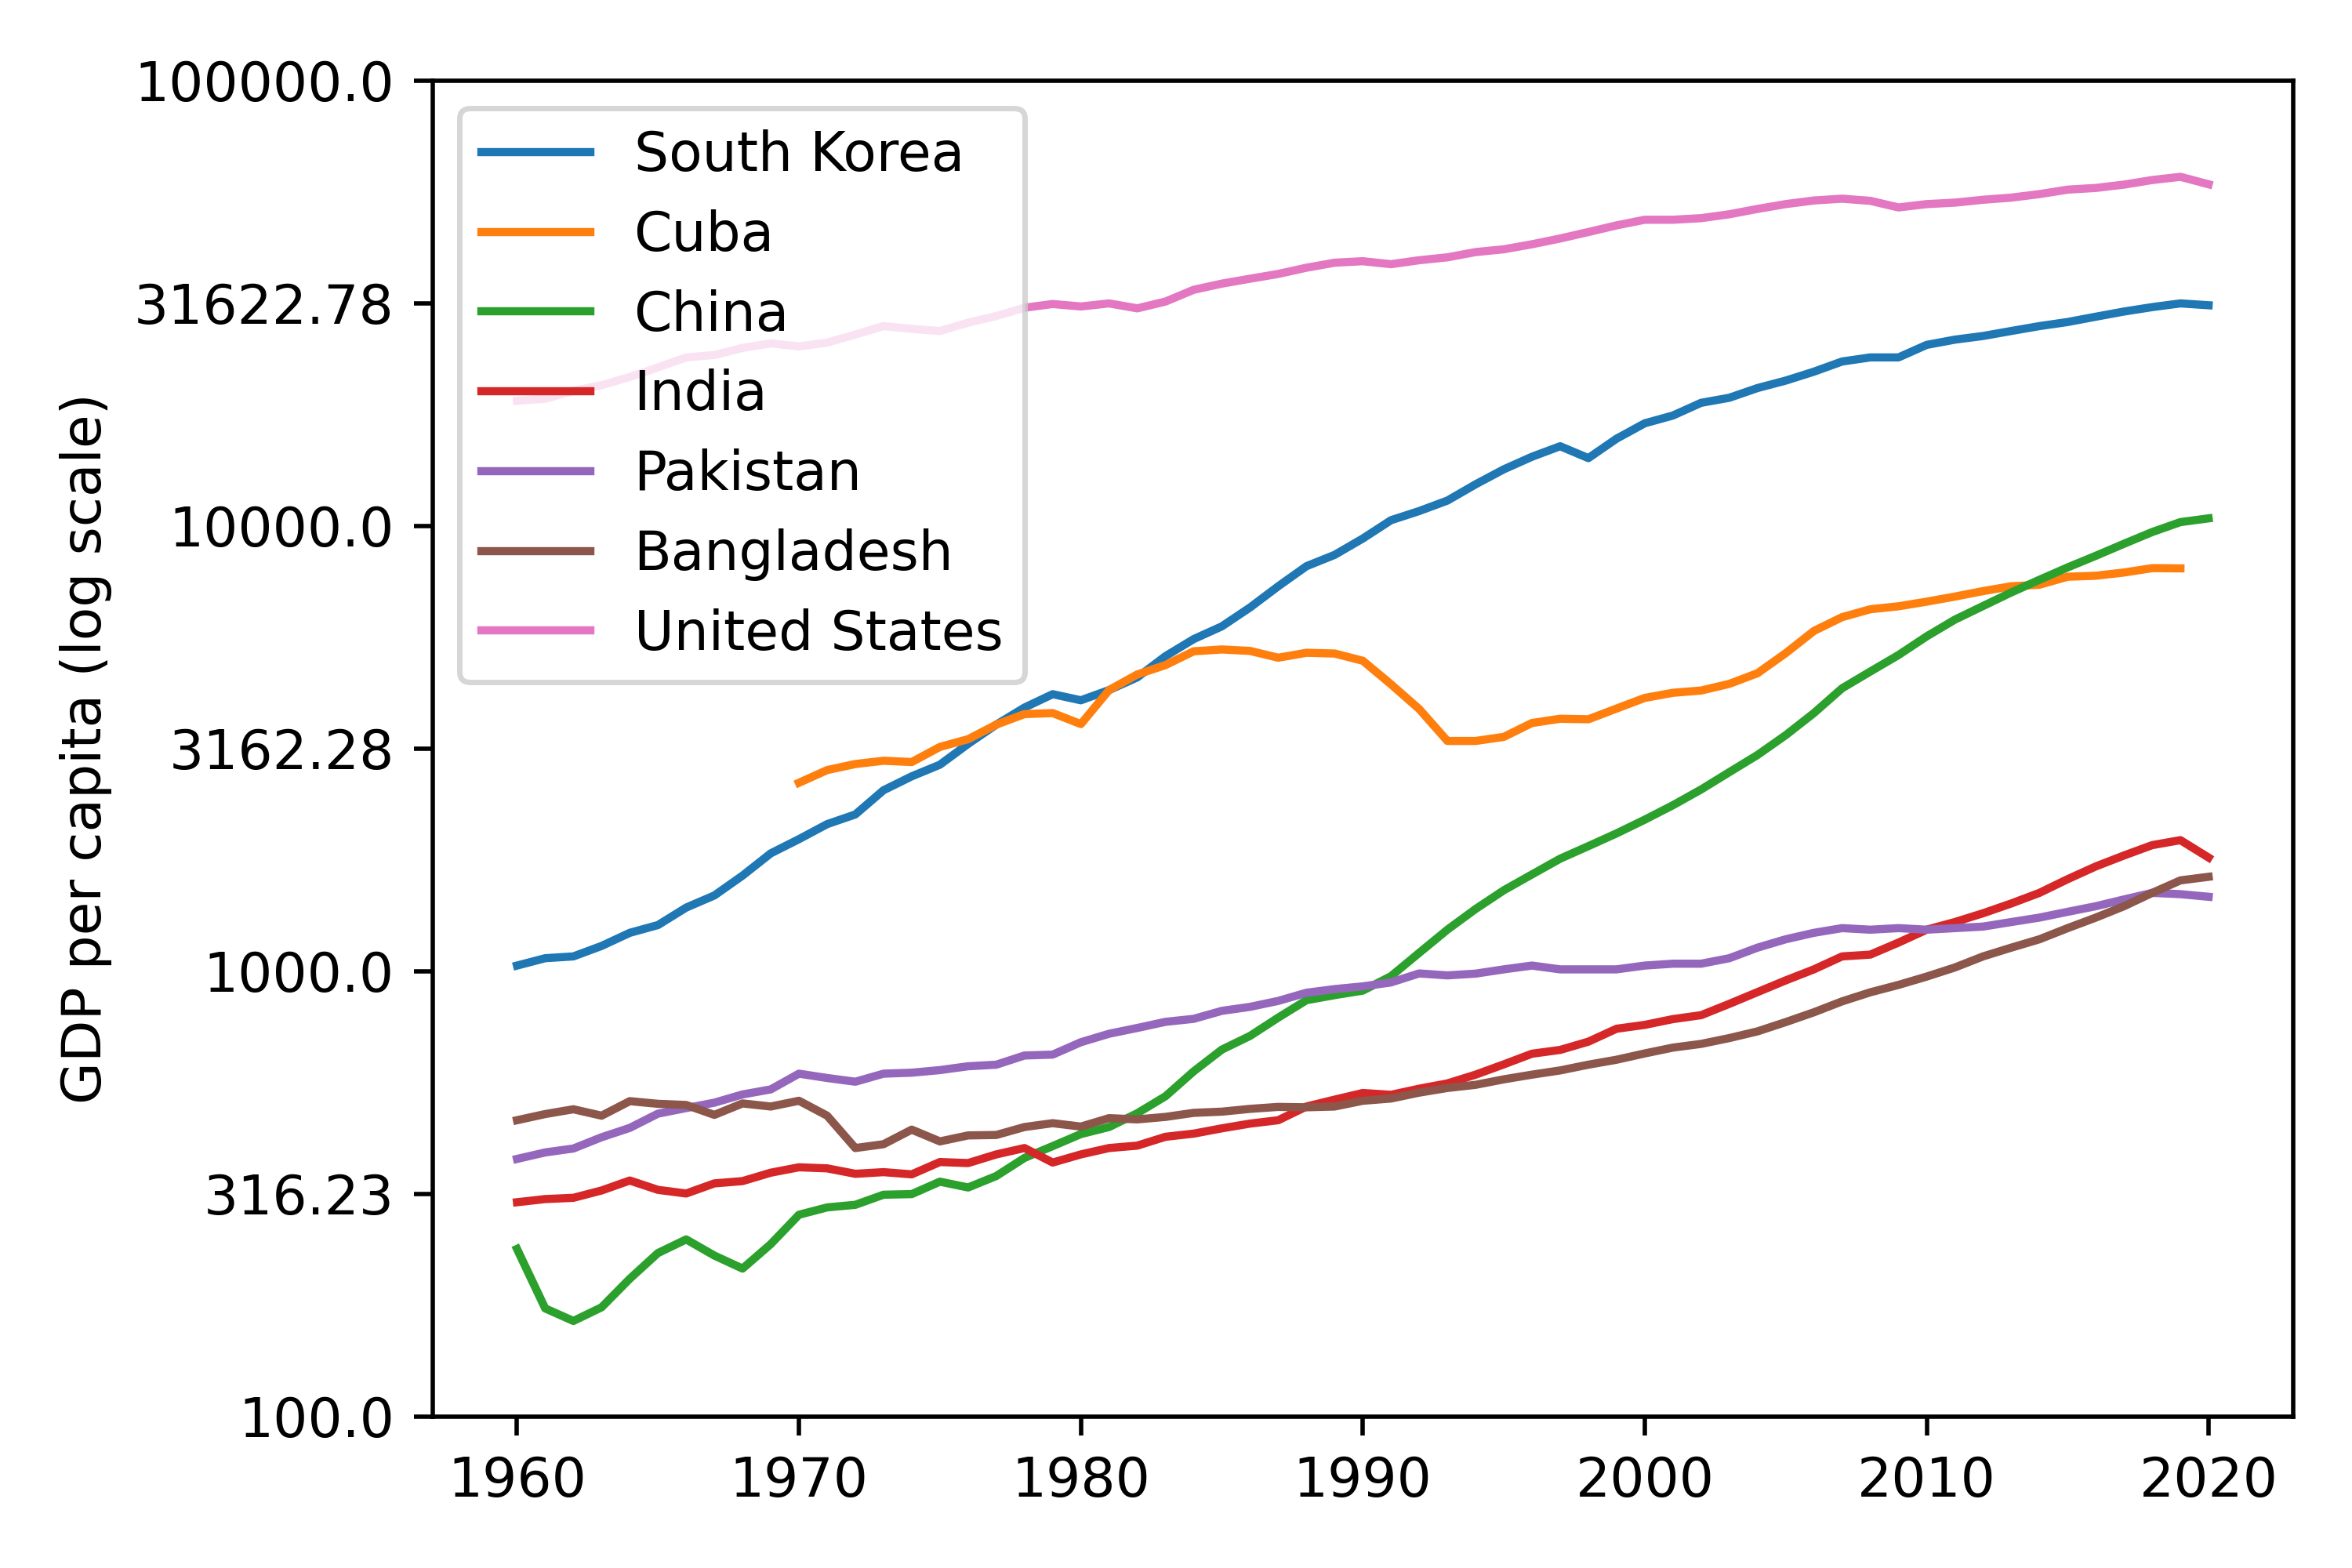 100000.0
31622.78
10000.0
3162.28
1000.0
316.23
100.0
GDP per capita (log scale)
South Korea
Cuba
China
India
Pakistan
Bangladesh
United States
1960 1970 1980 1990 2000 2010 2020